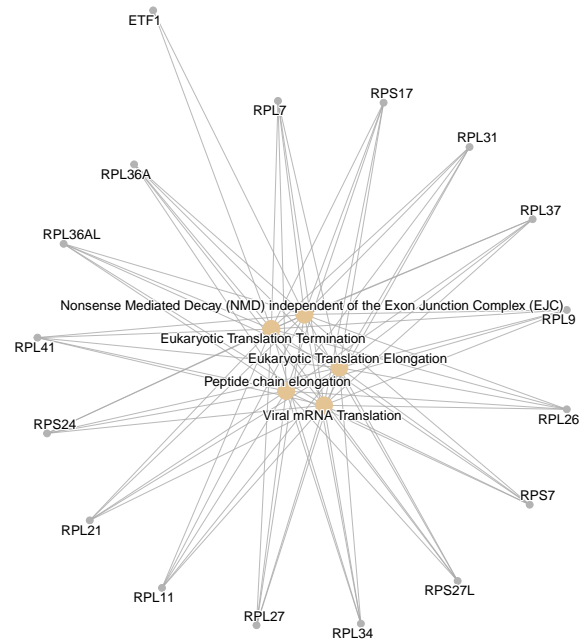 ETF1
RPS17
RPL7
RPL31
RPL36A
RPL37
RPL36AL
Nonsense Mediated Decay (NMD) independent of the Exon Junction Complex (EJC)
RPL9
Eukaryotic Translation Termination
RPL41
Eukaryotic Translation Elongation
Peptide chain elongation
Viral mRNA Translation
RPL26
RPS24
RPS7
RPL21
RPS27L
RPL11
RPL27
RPL34